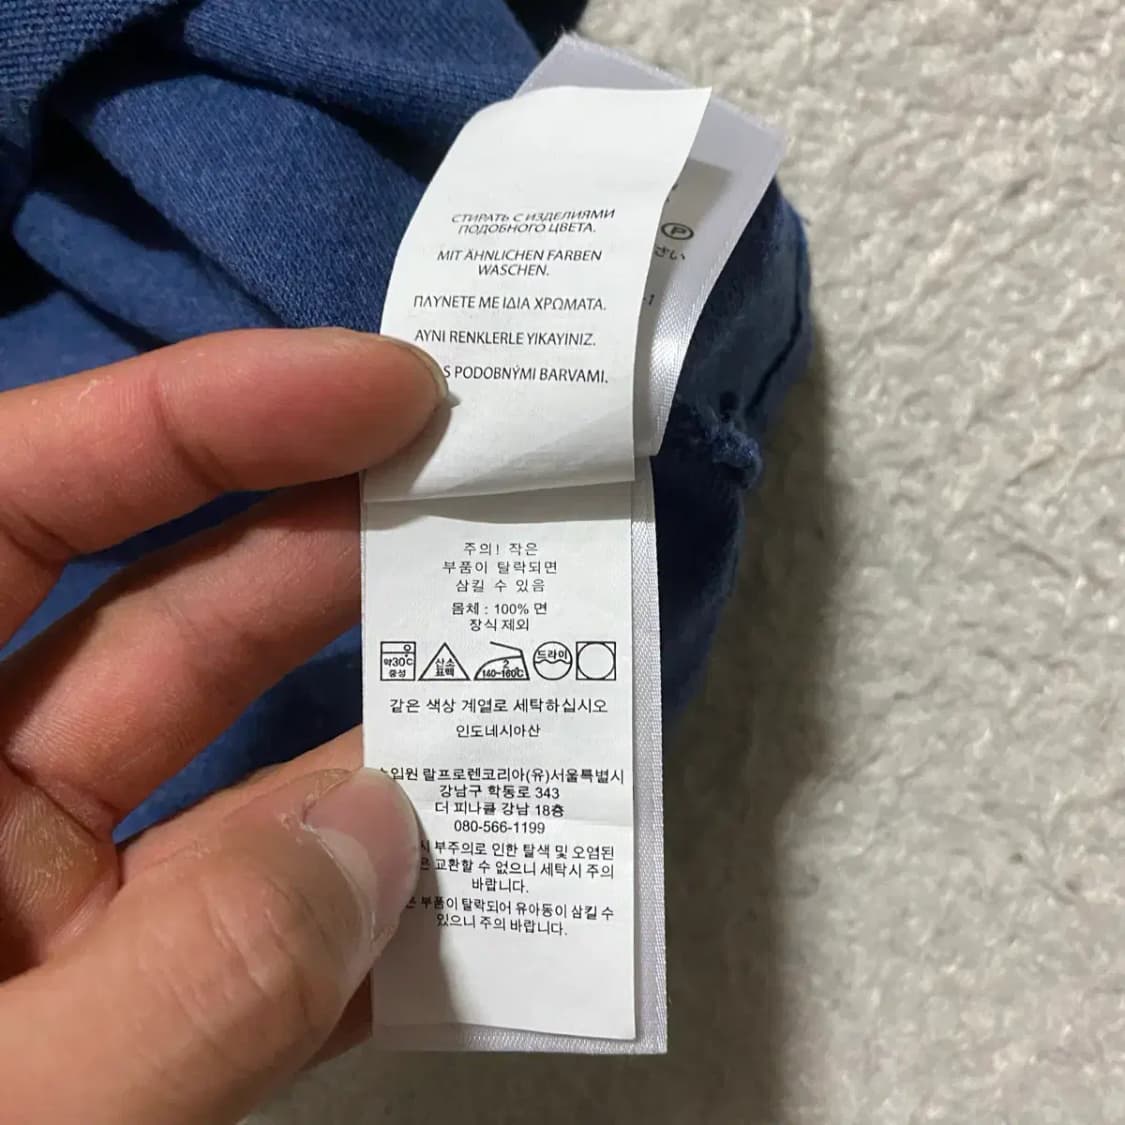 СТИРАТЬ С ИЗДЕЛИЯМИ
ПОДОБНОГО ЦВЕТА.
MIT ÄHNLICHEN FARBEN
WASCHEN.
ΠΛΥΝΕΤΕ ΜΕ ΙΔΙΑ ΧΡΩΜΑΤΑ.
AYNI RENKLERLE YIKAYINIZ.
S PODOBNÝMI BARVAMI.
P
さい
-1
주의! 작은
부품이 탈락되면
삼킬 수 있음
몸체 : 100% 면
장식 제외
약30℃
중성
산소
표백
2
140~160℃
드라이
같은 색상 계열로 세탁하십시오
인도네시아산
랄프로렌코리아(유)서울특별시
강남구 학동로 343
더 피나클 강남 18층
080-566-1199
부주의로 인한 탈색 및 오염된
교환할 수 없으니 세탁시 주의
바랍니다.
부품이 탈락되어 유아동이 삼킬 수
있으니 주의 바랍니다.